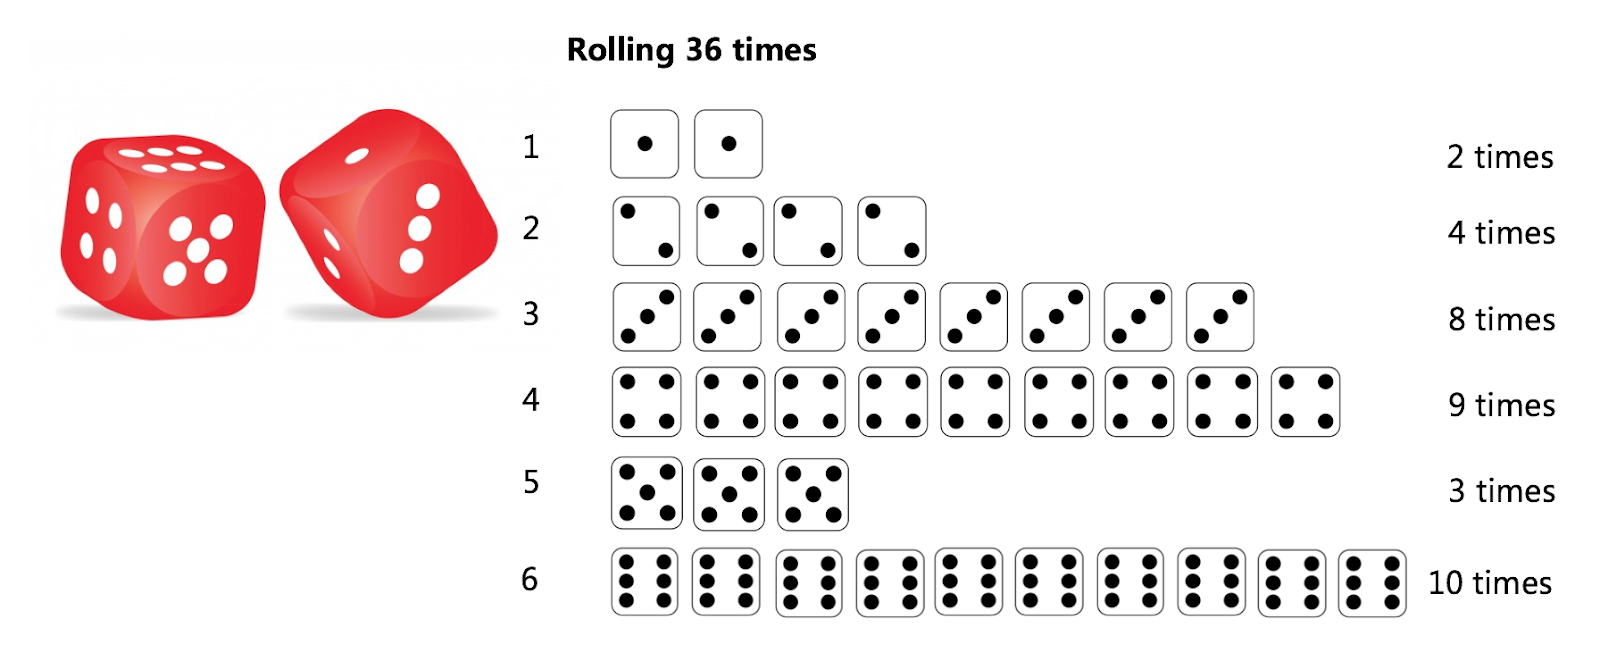 Rolling 36 times
1 2 times
2 4 times
3 8 times
4 9 times
5 3 times
6 10 times